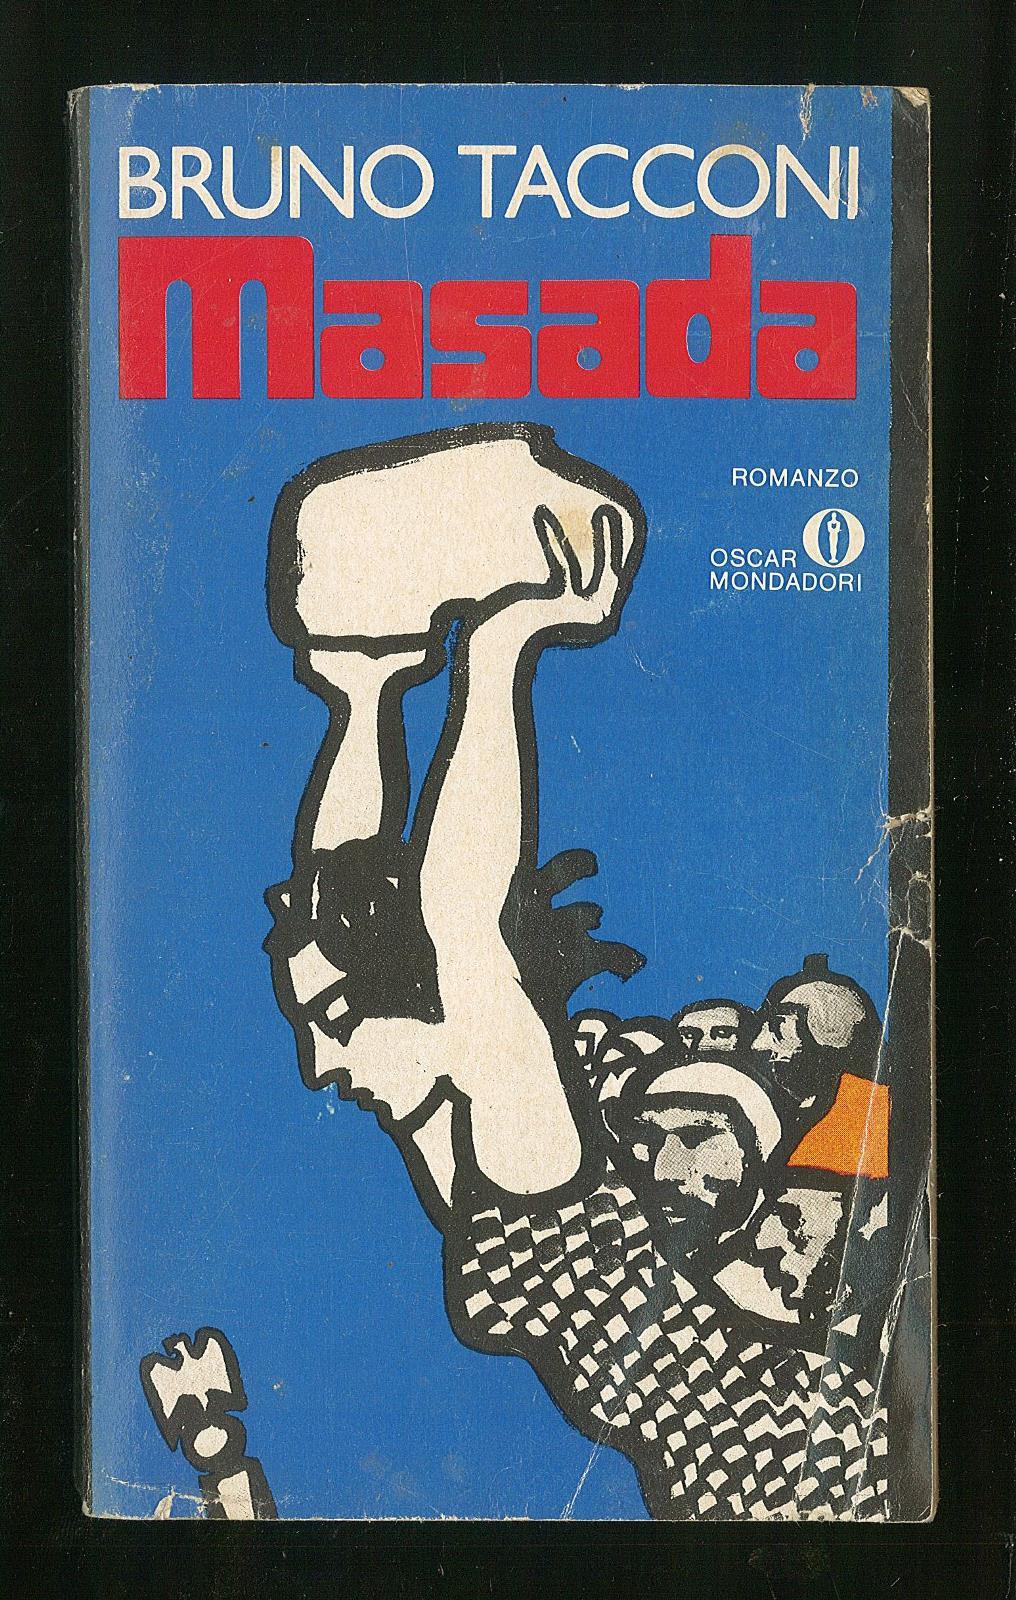 BRUNO TACCONI
Masada
ROMANZO
OSCAR
MONDADORI